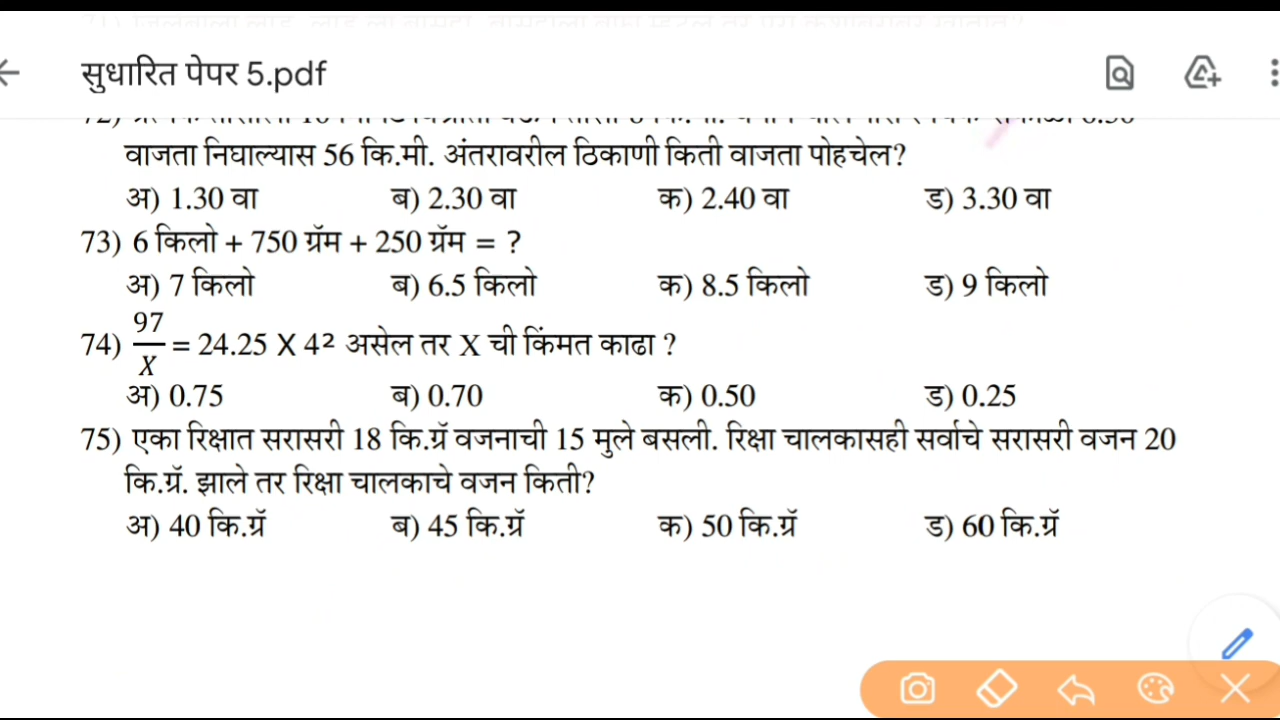 सुधारित पेपर 5.pdf
वाजता निघाल्यास 56 कि.मी. अंतरावरील ठिकाणी किती वाजता पोहचेल?
अ) 1.30 वा ब) 2.30 वा क) 2.40 वा ड) 3.30 वा
73) 6 किलो + 750 ग्रॅम + 250 ग्रॅम = ?
अ) 7 किलो ब) 6.5 किलो क) 8.5 किलो ड) 9 किलो
74) 97/X = 24.25 X 4² असेल तर X ची किंमत काढा ?
अ) 0.75 ब) 0.70 क) 0.50 ड) 0.25
75) एका रिक्षात सरासरी 18 कि.ग्रॅ वजनाची 15 मुले बसली. रिक्षा चालकासही सर्वाचे सरासरी वजन 20
कि.ग्रॅ. झाले तर रिक्षा चालकाचे वजन किती?
अ) 40 कि.ग्रॅ ब) 45 कि.ग्रॅ क) 50 कि.ग्रॅ ड) 60 कि.ग्रॅ